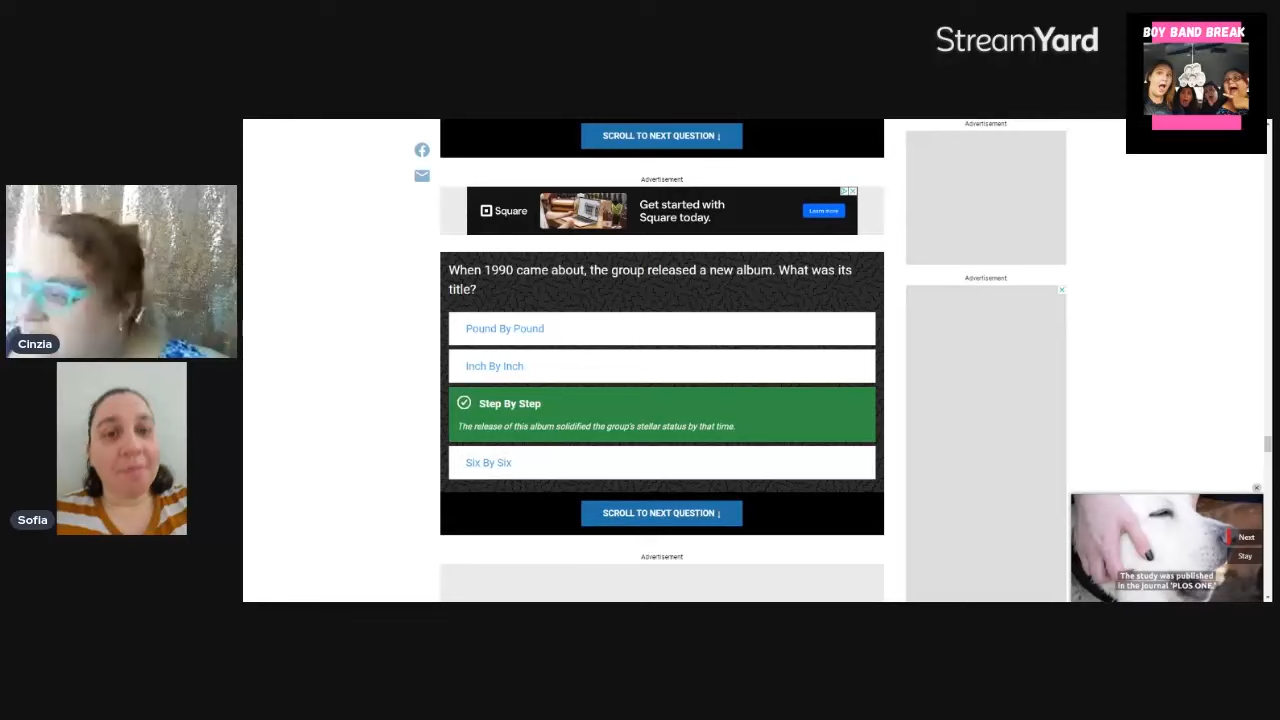 StreamYard
BOY BAND BREAK
SCROLL TO NEXT QUESTION ↓
Advertisement
Advertisement
Square
Get started with
Square today.
Learn more
When 1990 came about, the group released a new album. What was its
title?
Pound By Pound
Inch By Inch
Step By Step
The release of this album solidified the group's stellar status by that time.
Six By Six
SCROLL TO NEXT QUESTION ↓
Advertisement
Advertisement
Next
Stay
The study was published
in the journal 'PLOS ONE.'
Cinzia
Sofia